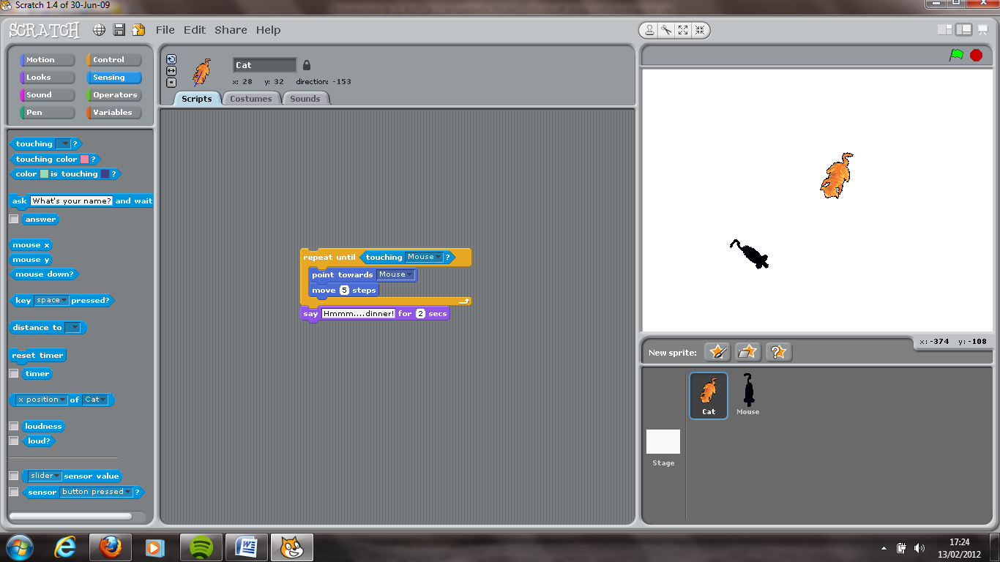 Scratch 1.4 of 30-Jun-09
SCRATCH File Edit Share Help
Motion Control
Looks Sensing
Sound Operators
Pen Variables
touching ?
touching color ?
color is touching ?
ask What's your name? and wait
answer
mouse x
mouse y
mouse down?
key space pressed?
distance to
reset timer
timer
x position of Cat
loudness
loud?
slider sensor value
sensor button pressed ?
Cat
x: 28 y: 32 direction: -153
Scripts Costumes Sounds
repeat until touching Mouse ?
point towards Mouse
move 5 steps
say Hmmm....dinner! for 2 secs
x: -374 y: -108
New sprite:
Cat Mouse
Stage
17:24
13/02/2012